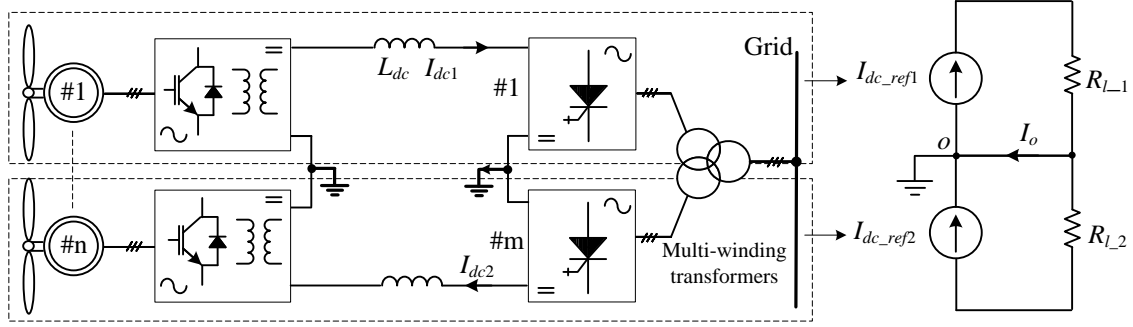 #1
L_dc
I_dc1
#1
Grid
I_dc_ref1
R_l_1
o
I_o
#n
I_dc2
#m
Multi-winding
transformers
I_dc_ref2
R_l_2